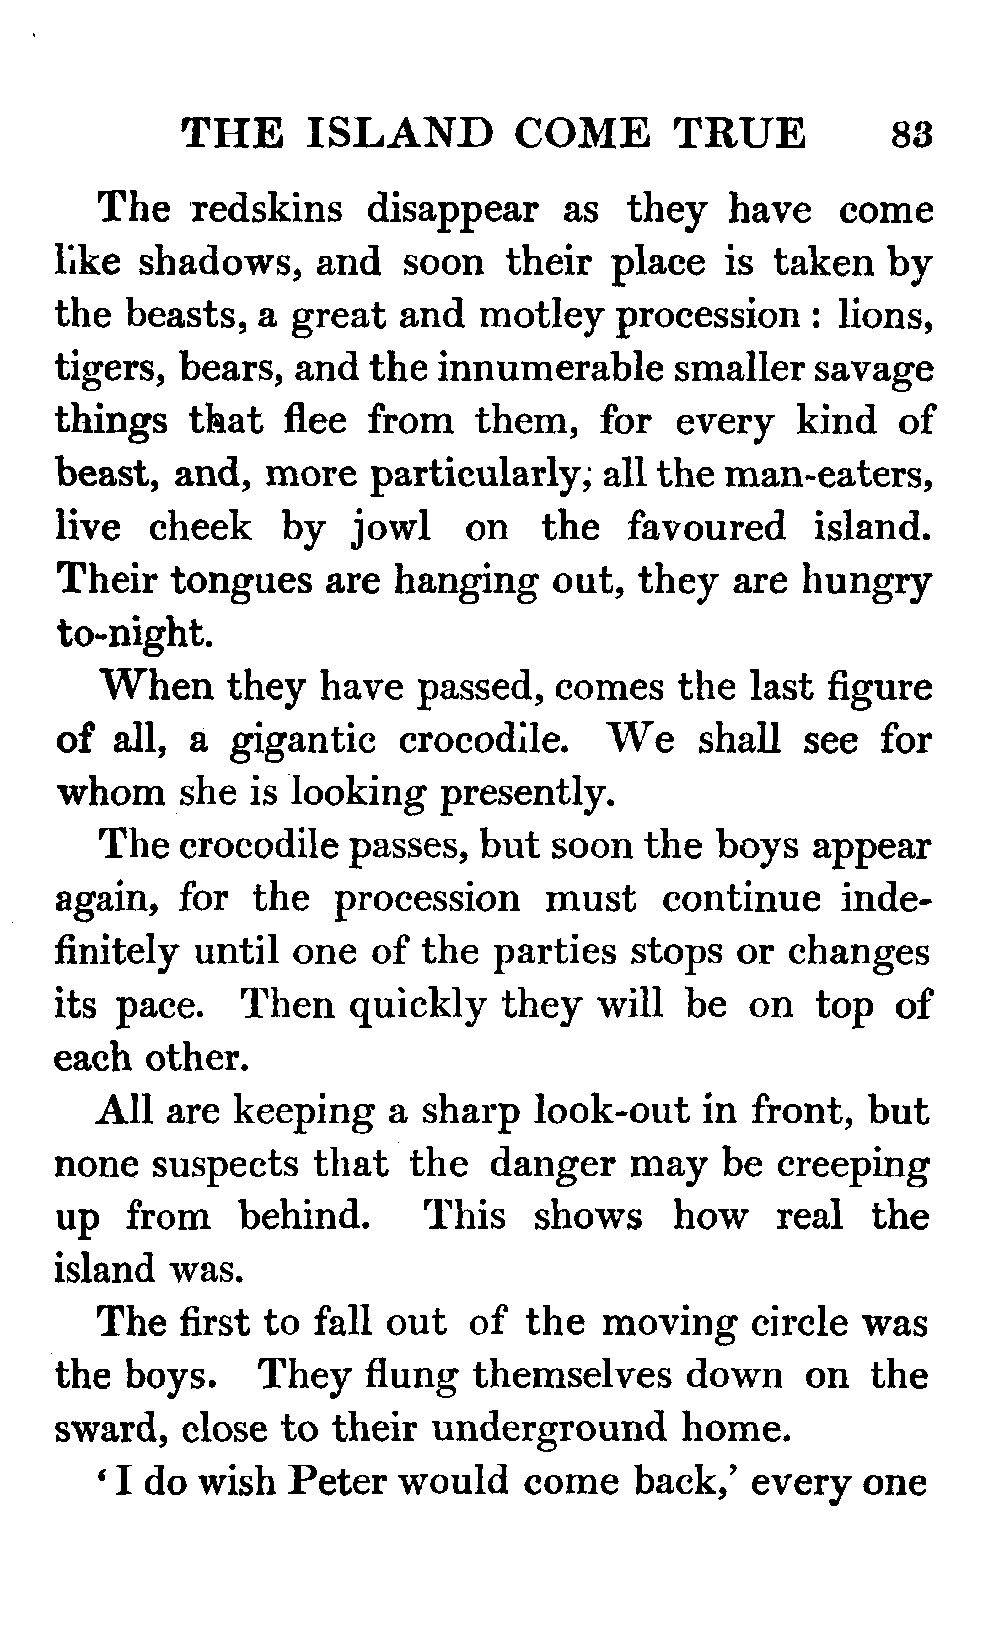 THE ISLAND COME TRUE 83
The redskins disappear as they have come
like shadows, and soon their place is taken by
the beasts, a great and motley procession : lions,
tigers, bears, and the innumerable smaller savage
things that flee from them, for every kind of
beast, and, more particularly, all the man-eaters,
live cheek by jowl on the favoured island.
Their tongues are hanging out, they are hungry
to-night.
When they have passed, comes the last figure
of all, a gigantic crocodile. We shall see for
whom she is looking presently.
The crocodile passes, but soon the boys appear
again, for the procession must continue inde-
finitely until one of the parties stops or changes
its pace. Then quickly they will be on top of
each other.
All are keeping a sharp look-out in front, but
none suspects that the danger may be creeping
up from behind. This shows how real the
island was.
The first to fall out of the moving circle was
the boys. They flung themselves down on the
sward, close to their underground home.
‘ I do wish Peter would come back,’ every one